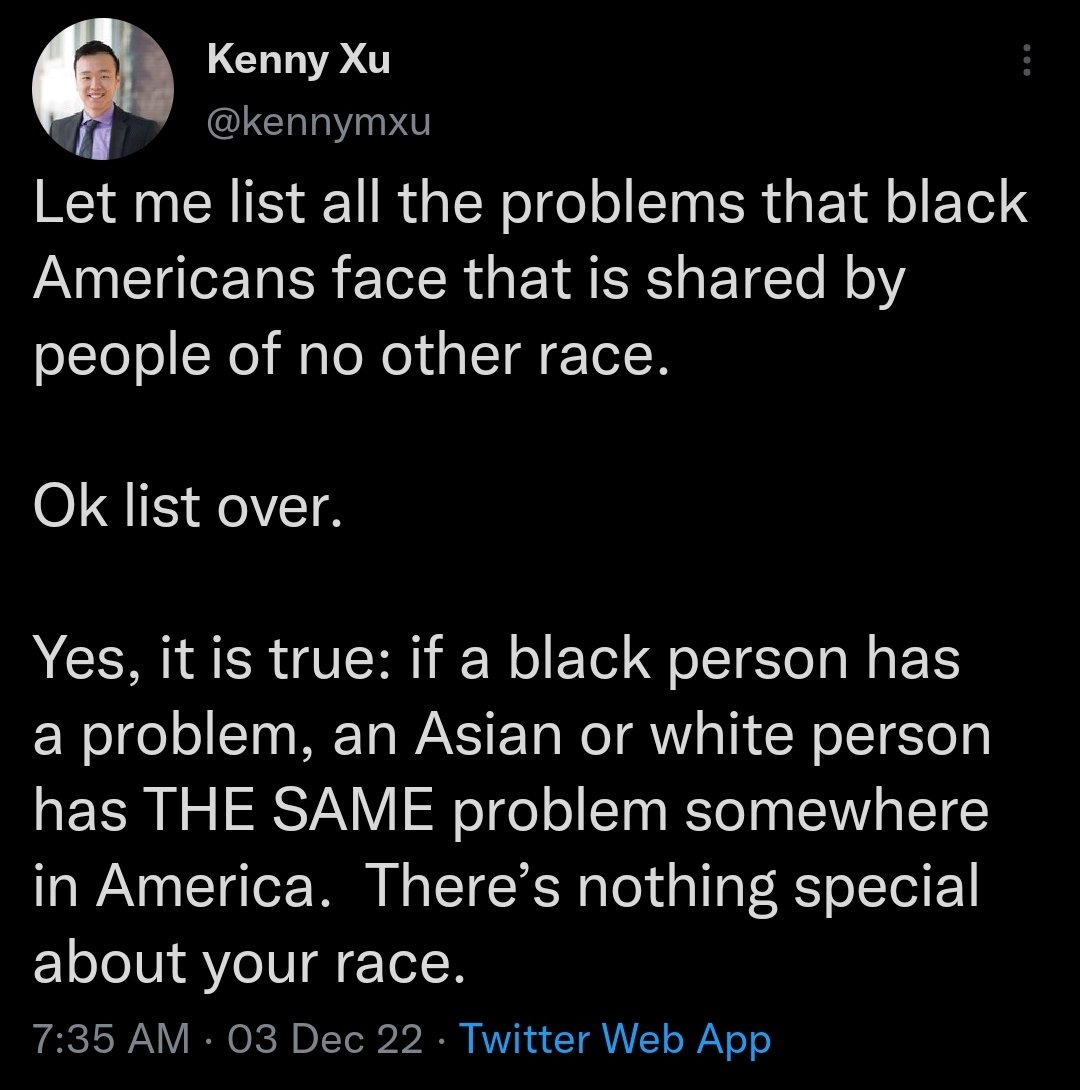 Kenny Xu
@kennymxu
Let me list all the problems that black
Americans face that is shared by
people of no other race.
Ok list over.
Yes, it is true: if a black person has
a problem, an Asian or white person
has THE SAME problem somewhere
in America.  There’s nothing special
about your race.
7:35 AM · 03 Dec 22 · Twitter Web App